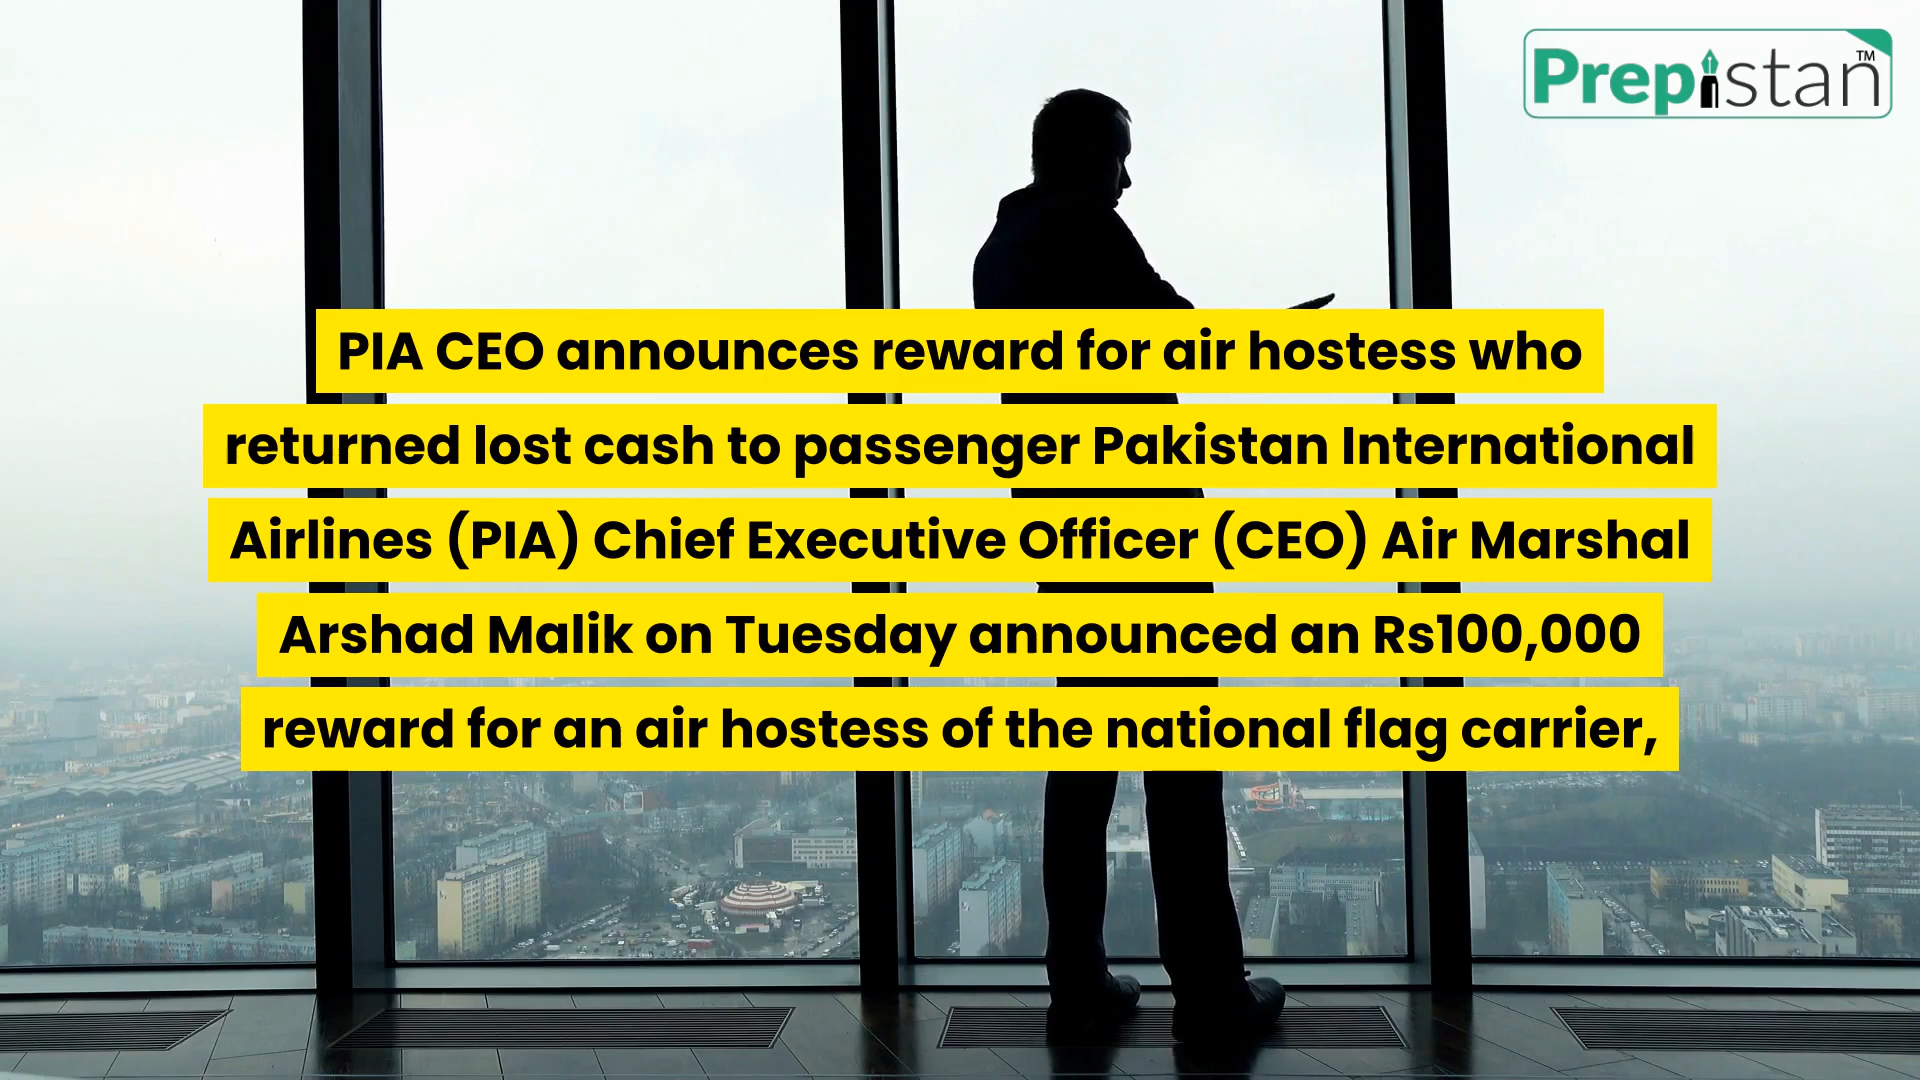 Prepistan™
PIA CEO announces reward for air hostess who
returned lost cash to passenger Pakistan International
Airlines (PIA) Chief Executive Officer (CEO) Air Marshal
Arshad Malik on Tuesday announced an Rs100,000
reward for an air hostess of the national flag carrier,